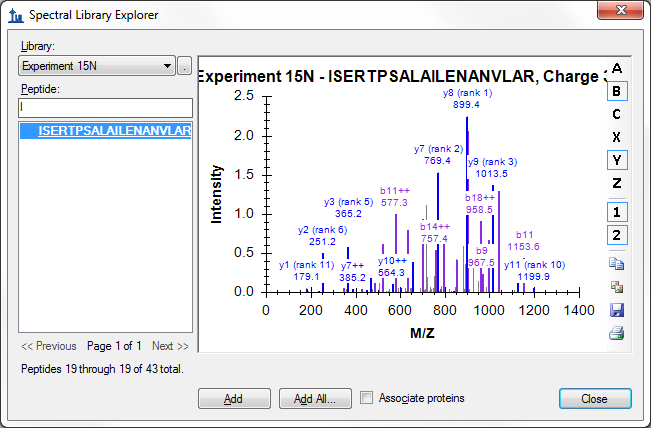 Spectral Library Explorer
Library:
Experiment 15N
.
Peptide:
I
ISERTPSALAILENANVLAR
<< Previous Page 1 of 1 Next >>
Peptides 19 through 19 of 43 total.
Experiment 15N - ISERTPSALAILENANVLAR, Charge 3
Intensity
2.5
2.0
1.5
1.0
0.5
0.0
y8 (rank 1)
899.4
y7 (rank 2)
769.4
y9 (rank 3)
1013.5
b11++
577.3
y3 (rank 5)
365.2
b18++
958.5
y2 (rank 6)
251.2
b14++
757.4
b11
1153.6
y1 (rank 11)
179.1
y7++
385.2
y10++
564.3
b9
967.5
y11 (rank 10)
1199.9
0 200 400 600 800 1000 1200 1400
M/Z
A
B
C
X
Y
Z
1
2
Add
Add All...
Associate proteins
Close